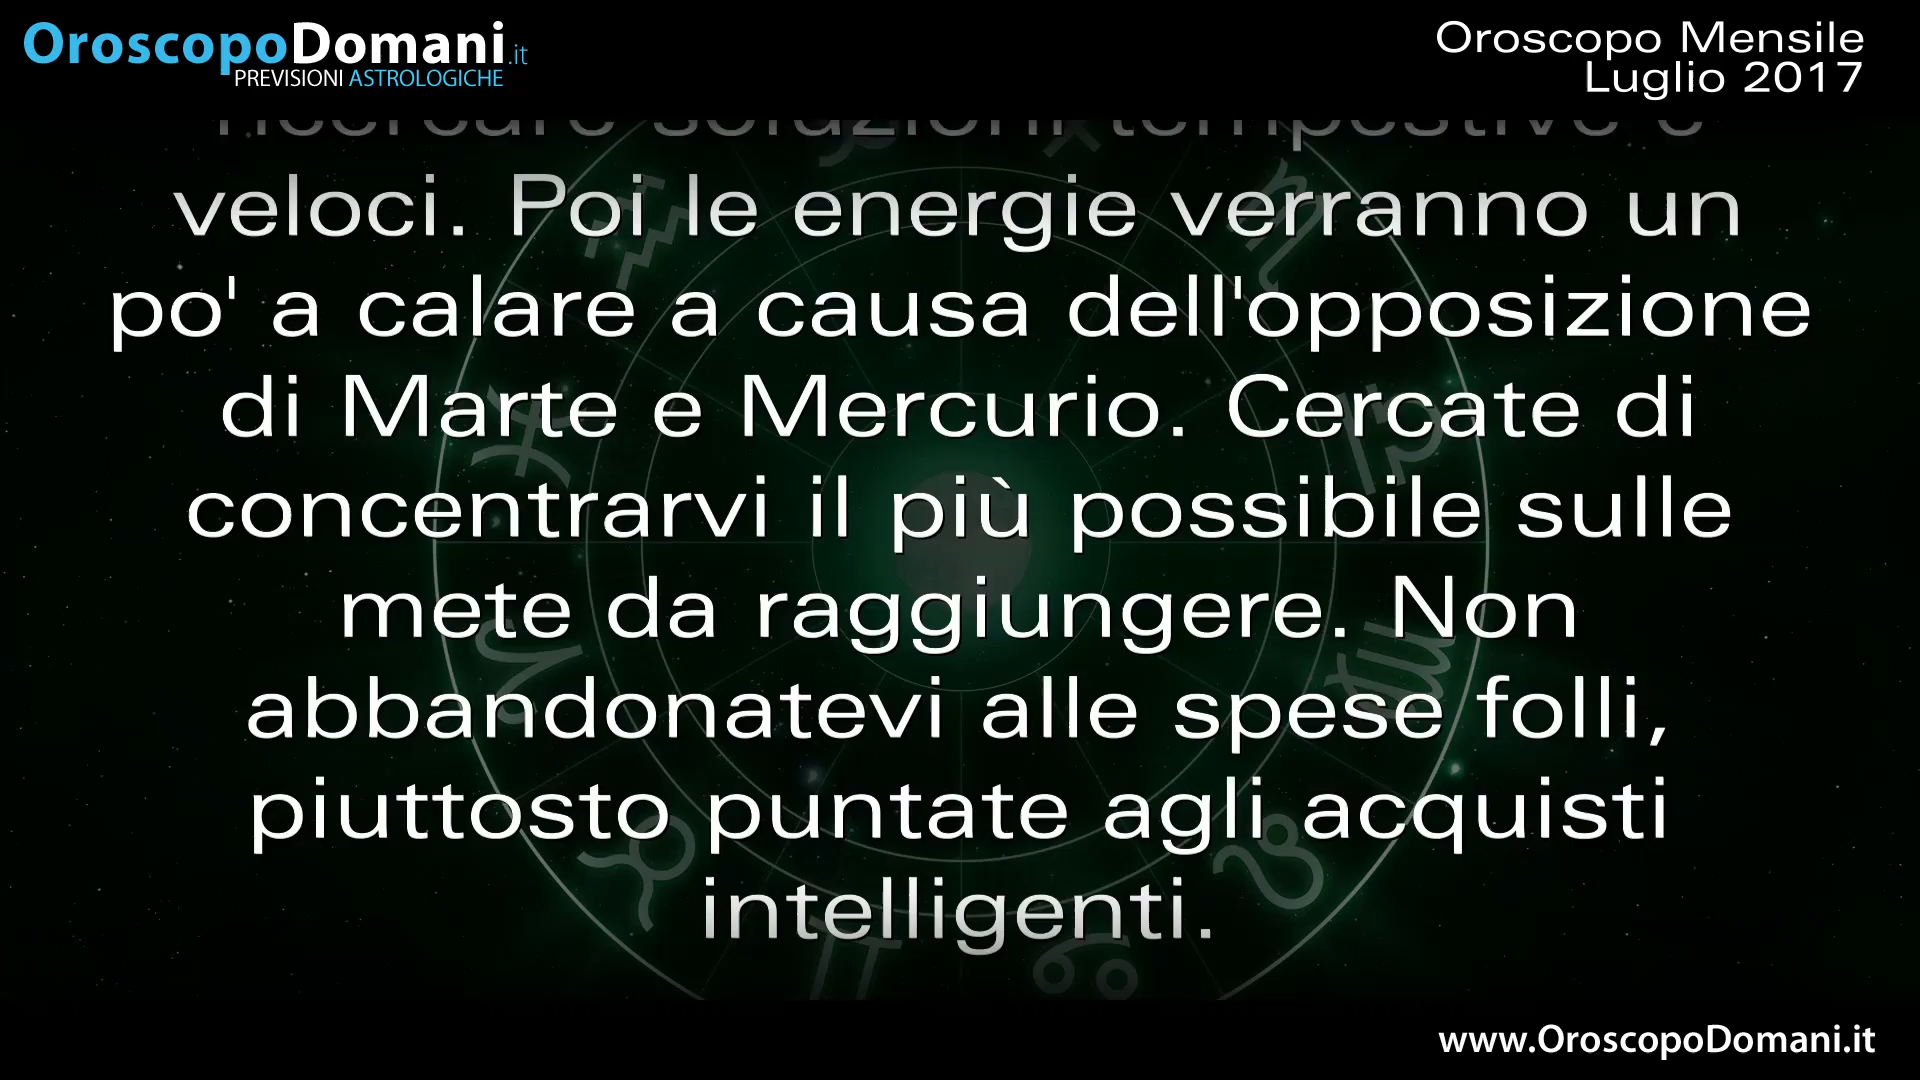 OroscopoDomani.it
PREVISIONI ASTROLOGICHE
Oroscopo Mensile
Luglio 2017
ricercare soluzioni tempestive e
veloci. Poi le energie verranno un
po' a calare a causa dell'opposizione
di Marte e Mercurio. Cercate di
concentrarvi il più possibile sulle
mete da raggiungere. Non
abbandonatevi alle spese folli,
piuttosto puntate agli acquisti
intelligenti.
www.OroscopoDomani.it